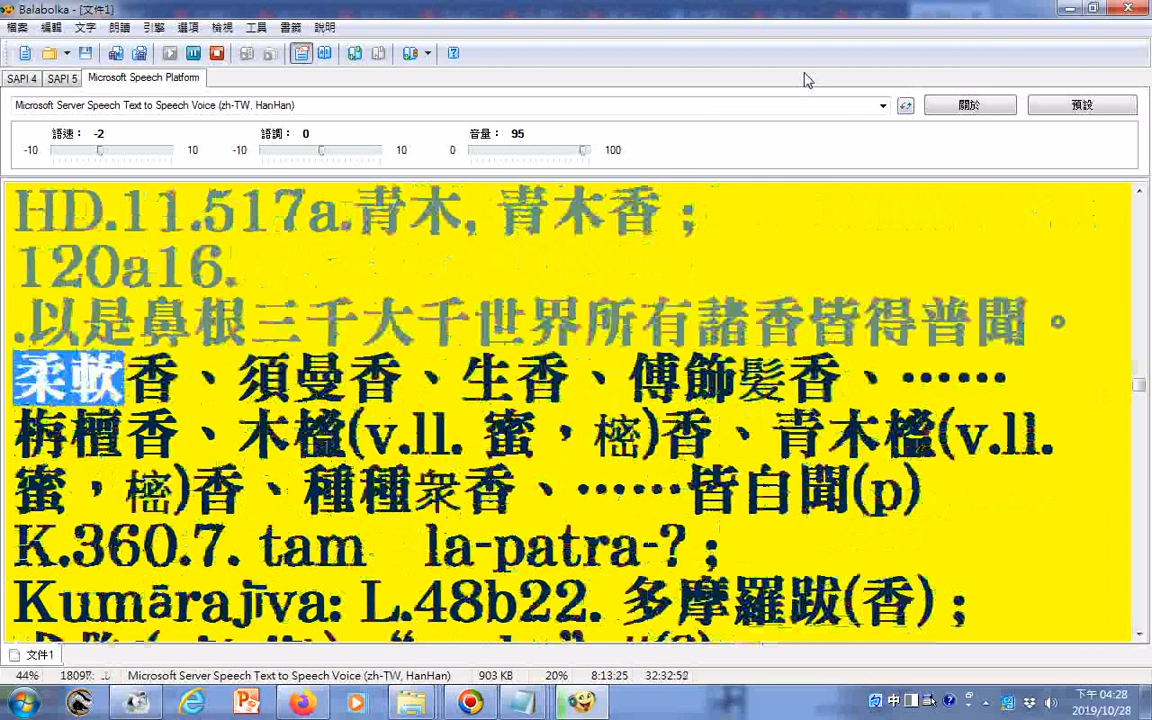 Balabolka - [文件1]
檔案 編輯 文字 朗讀 引擎 選項 檢視 工具 書籤 說明
SAPI 4 SAPI 5 Microsoft Speech Platform
Microsoft Server Speech Text to Speech Voice (zh-TW, HanHan) 關於 預設
語速： -2 語調： 0 音量： 95
-10 10 -10 10 0 100
HD.11.517a.青木, 青木香 ;
120a16.
.以是鼻根三千大千世界所有諸香皆得普聞。
柔軟香、須曼香、生香、傅飾髮香、……
栴檀香、木櫁(v.ll. 蜜，樒)香、青木櫁(v.ll.
蜜，樒)香、種種衆香、……皆自聞(p)
K.360.7. tam la-patra-? ;
Kumārajīva: L.48b22. 多摩羅跋(香) ;
文件1
44% Microsoft Server Speech Text to Speech Voice (zh-TW, HanHan) 903 KB 20% 8:13:25 32:32:52
中 下午 04:28
2019/10/28